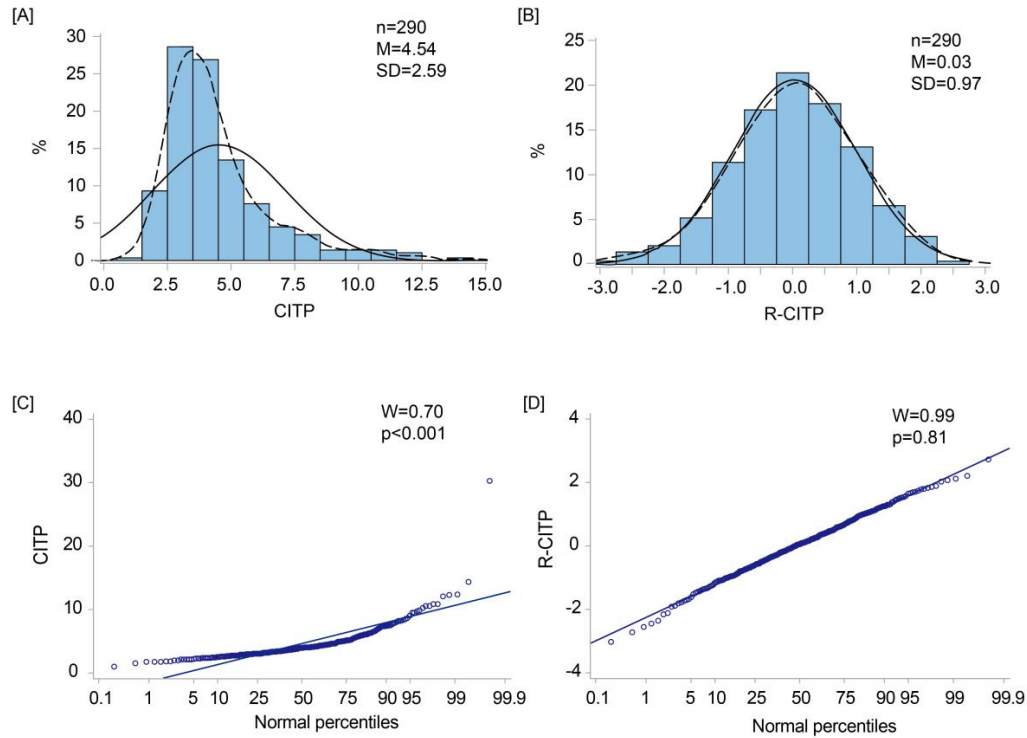 [A]
n=290
M=4.54
SD=2.59
30
25
20
15
10
5
0
%
0.0 2.5 5.0 7.5 10.0 12.5 15.0
CITP
[B]
n=290
M=0.03
SD=0.97
25
20
15
10
5
0
%
-3.0 -2.0 -1.0 0.0 1.0 2.0 3.0
R-CITP
[C]
W=0.70
p<0.001
40
30
20
10
0
CITP
0.1 1 5 10 25 50 75 90 95 99 99.9
Normal percentiles
[D]
W=0.99
p=0.81
4
2
0
-2
-4
R-CITP
0.1 1 5 10 25 50 75 90 95 99 99.9
Normal percentiles